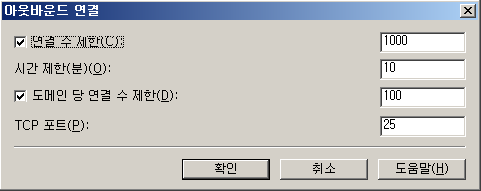 아웃바운드 연결
연결 수 제한(C) 1000
시간 제한(분)(O): 10
도메인 당 연결 수 제한(D): 100
TCP 포트(P): 25
확인 취소 도움말(H)